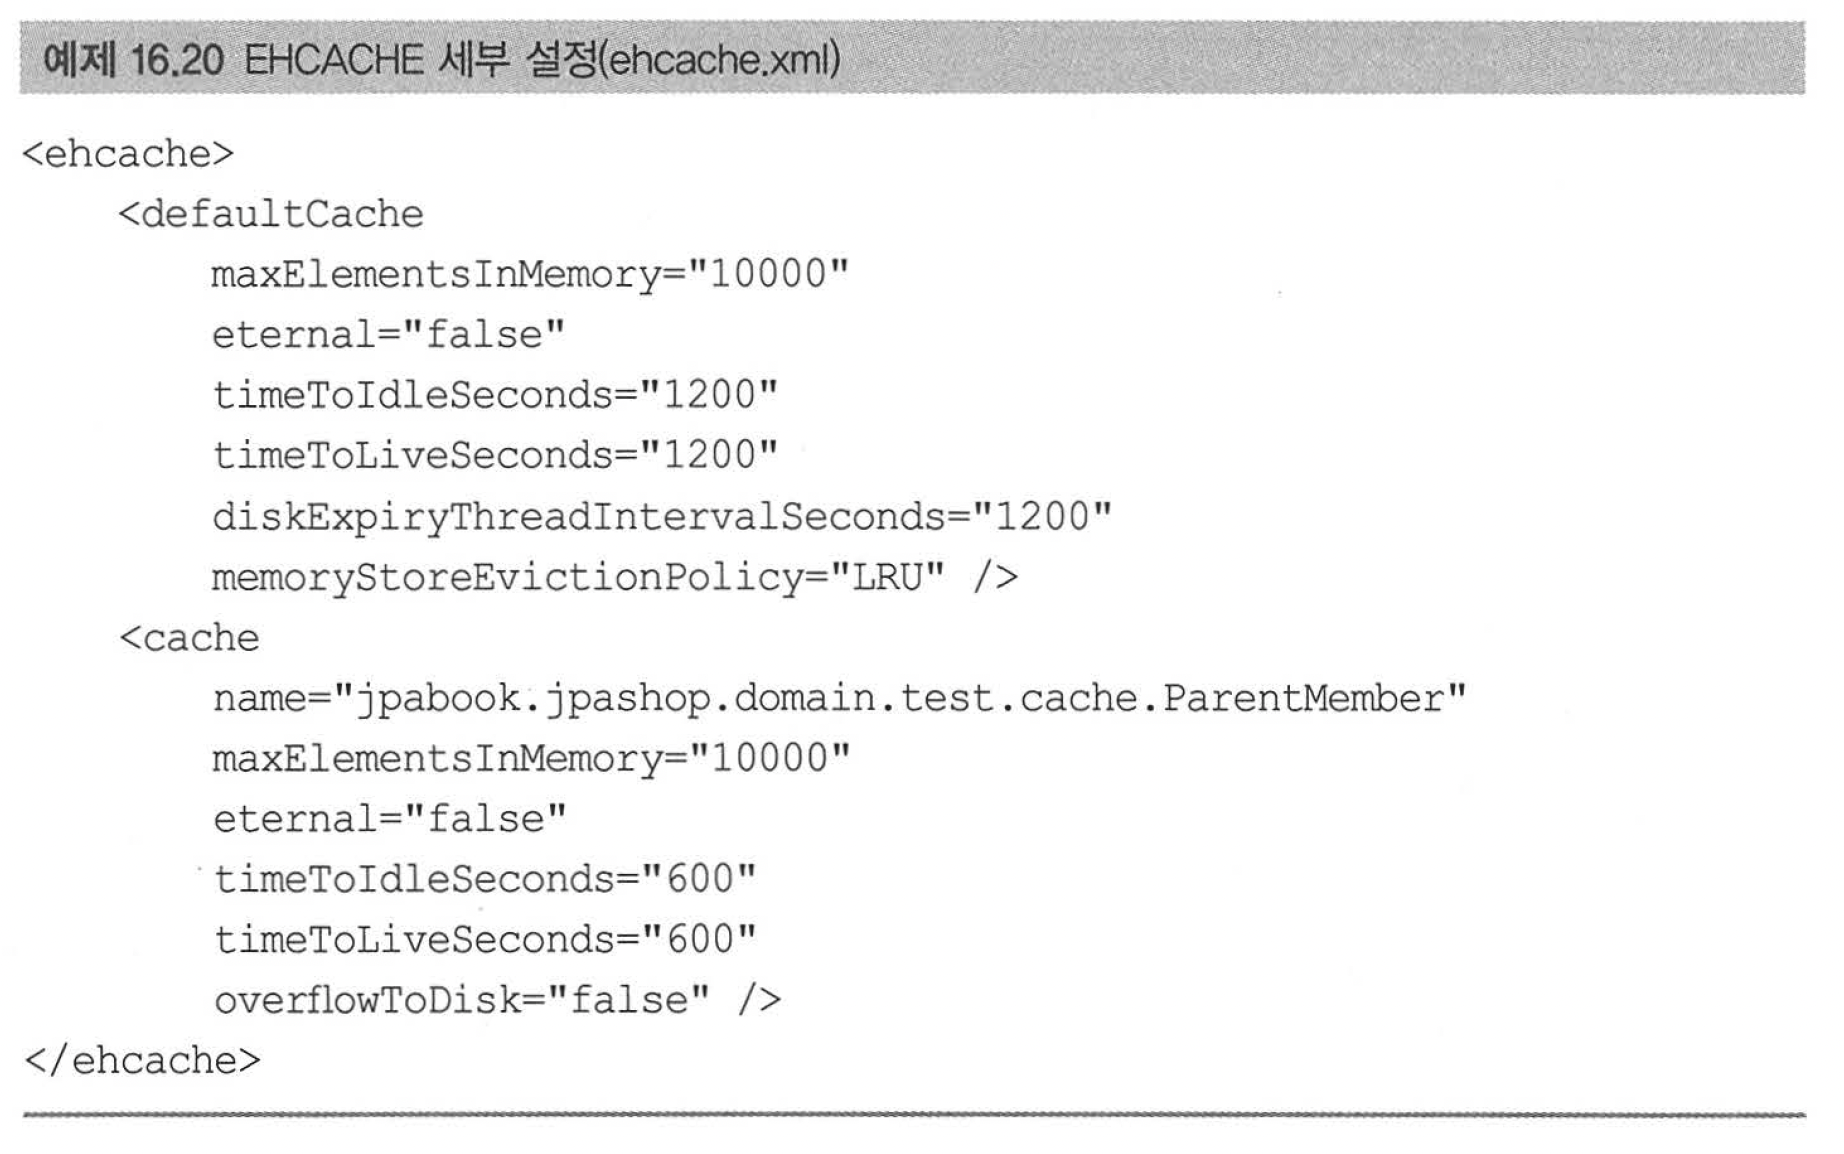 예제 16.20 EHCACHE 세부 설정(ehcache.xml)
<ehcache>
    <defaultCache
        maxElementsInMemory="10000"
        eternal="false"
        timeToIdleSeconds="1200"
        timeToLiveSeconds="1200"
        diskExpiryThreadIntervalSeconds="1200"
        memoryStoreEvictionPolicy="LRU" />
    <cache
        name="jpabook.jpashop.domain.test.cache.ParentMember"
        maxElementsInMemory="10000"
        eternal="false"
        timeToIdleSeconds="600"
        timeToLiveSeconds="600"
        overflowToDisk="false" />
</ehcache>